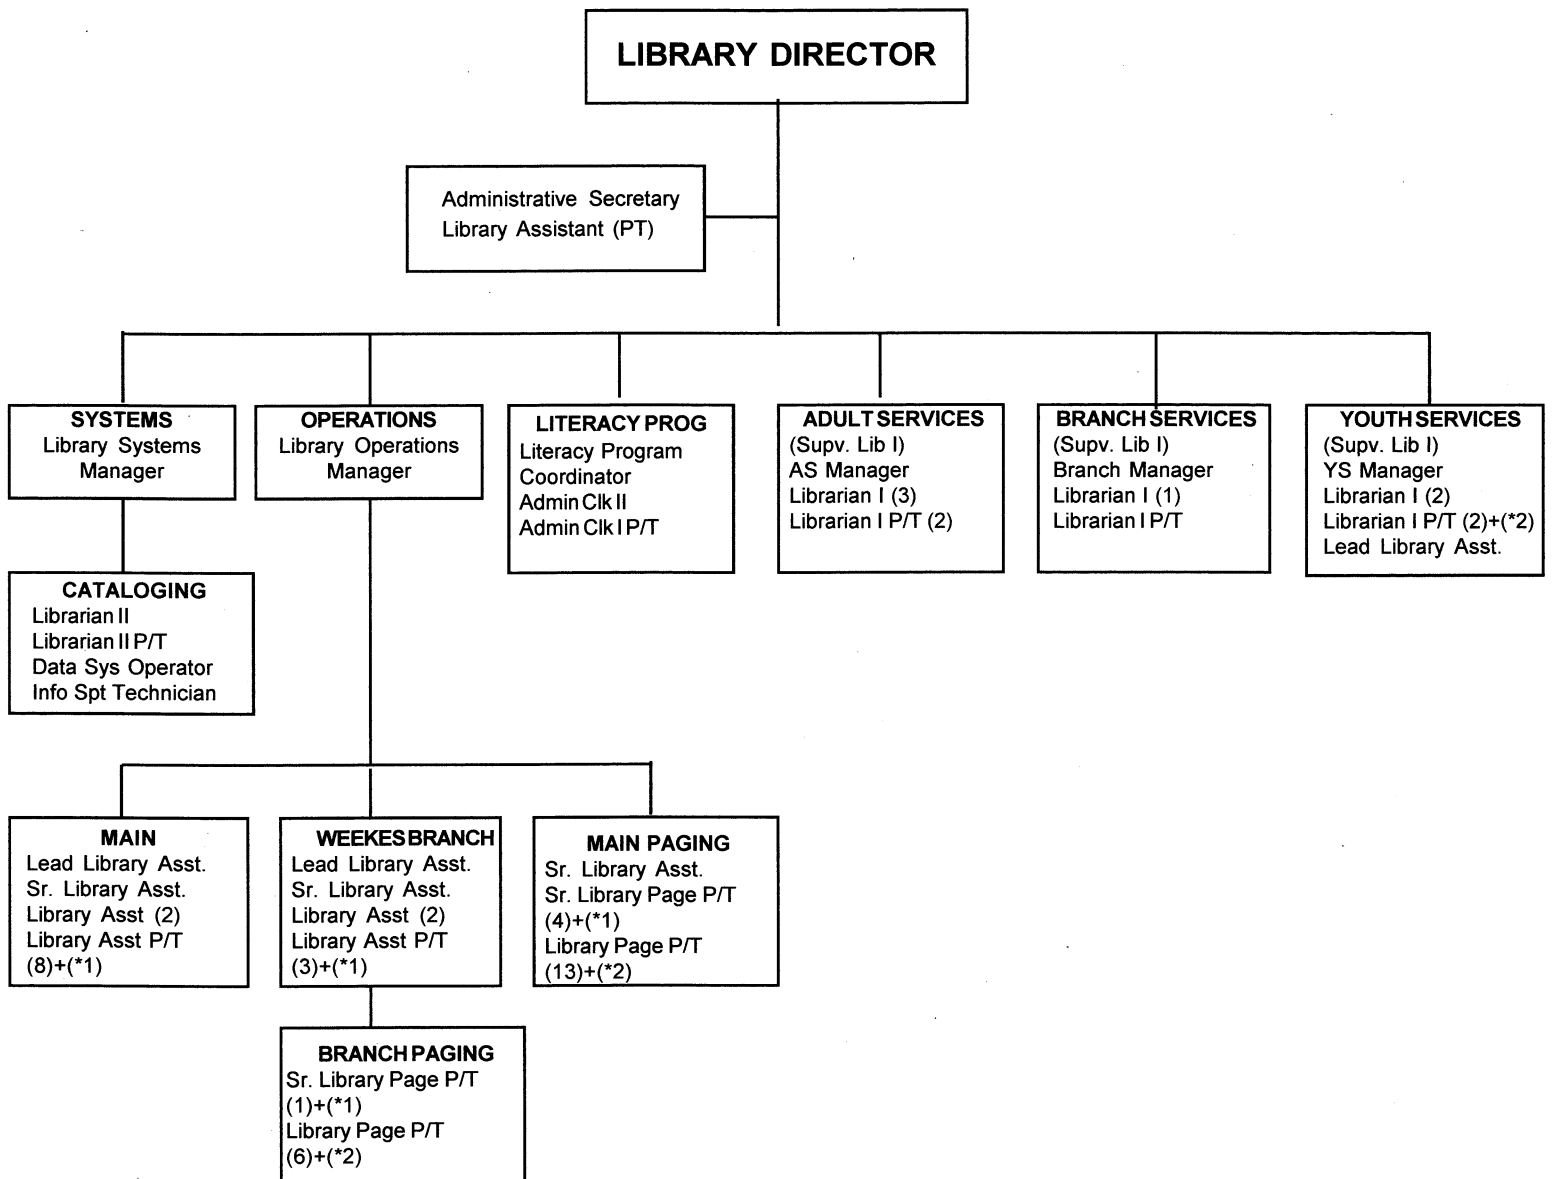 LIBRARY DIRECTOR
Administrative Secretary
Library Assistant (PT)
SYSTEMS
Library Systems
Manager
OPERATIONS
Library Operations
Manager
LITERACY PROG
Literacy Program
Coordinator
Admin Clk II
Admin Clk I P/T
ADULT SERVICES
(Supv. Lib I)
AS Manager
Librarian I (3)
Librarian I P/T (2)
BRANCH SERVICES
(Supv. Lib I)
Branch Manager
Librarian I (1)
Librarian I P/T
YOUTH SERVICES
(Supv. Lib I)
YS Manager
Librarian I (2)
Librarian I P/T (2)+(*2)
Lead Library Asst.
CATALOGING
Librarian II
Librarian II P/T
Data Sys Operator
Info Spt Technician
MAIN
Lead Library Asst.
Sr. Library Asst.
Library Asst (2)
Library Asst P/T
(8)+(*1)
WEEKES BRANCH
Lead Library Asst.
Sr. Library Asst.
Library Asst (2)
Library Asst P/T
(3)+(*1)
MAIN PAGING
Sr. Library Asst.
Sr. Library Page P/T
(4)+(*1)
Library Page P/T
(13)+(*2)
BRANCH PAGING
Sr. Library Page P/T
(1)+(*1)
Library Page P/T
(6)+(*2)